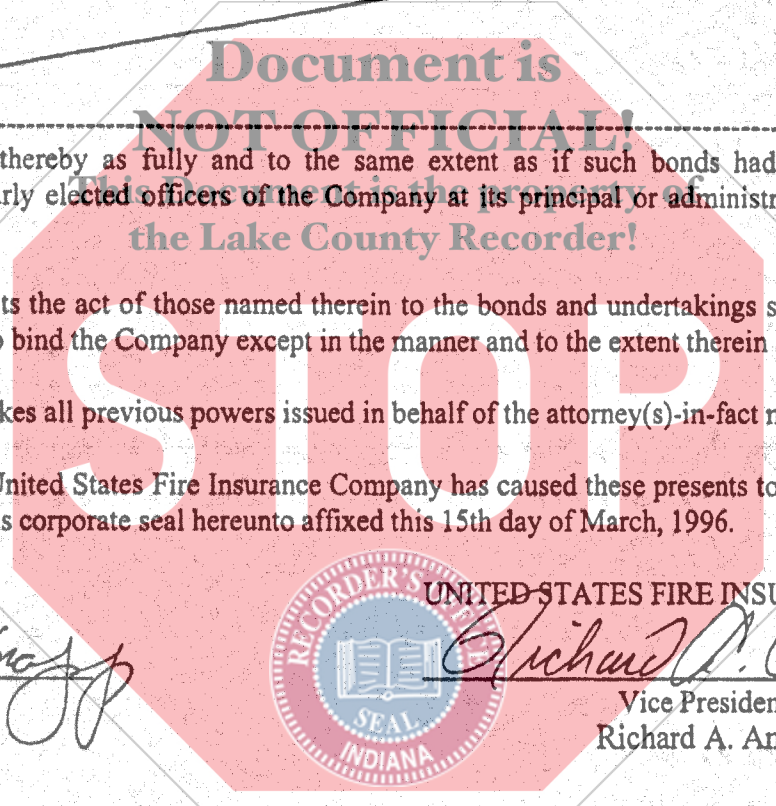 Document is
NOT OFFICIAL!
thereby as fully and to the same extent as if such bonds had
This Document is the property of
rly elected officers of the Company at its principal or administr
the Lake County Recorder!
ts the act of those named therein to the bonds and undertakings s
bind the Company except in the manner and to the extent therein
STOP
kes all previous powers issued in behalf of the attorney(s)-in-fact
United States Fire Insurance Company has caused these presents to
s corporate seal hereunto affixed this 15th day of March, 1996.
RECORDER'S OFFICE
UNITED STATES FIRE INSU
Richard A.
SEAL
INDIANA
Vice Presiden
Richard A. An